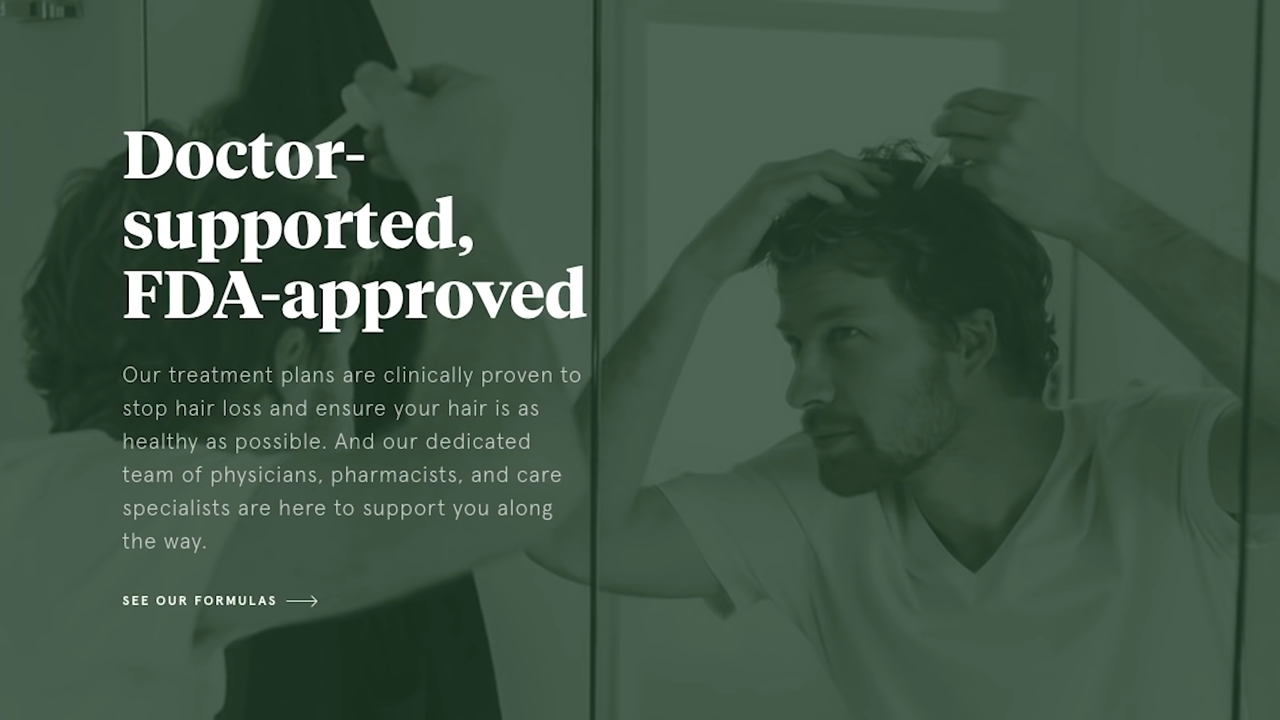 Doctor-
supported,
FDA-approved
Our treatment plans are clinically proven to
stop hair loss and ensure your hair is as
healthy as possible. And our dedicated
team of physicians, pharmacists, and care
specialists are here to support you along
the way.
SEE OUR FORMULAS